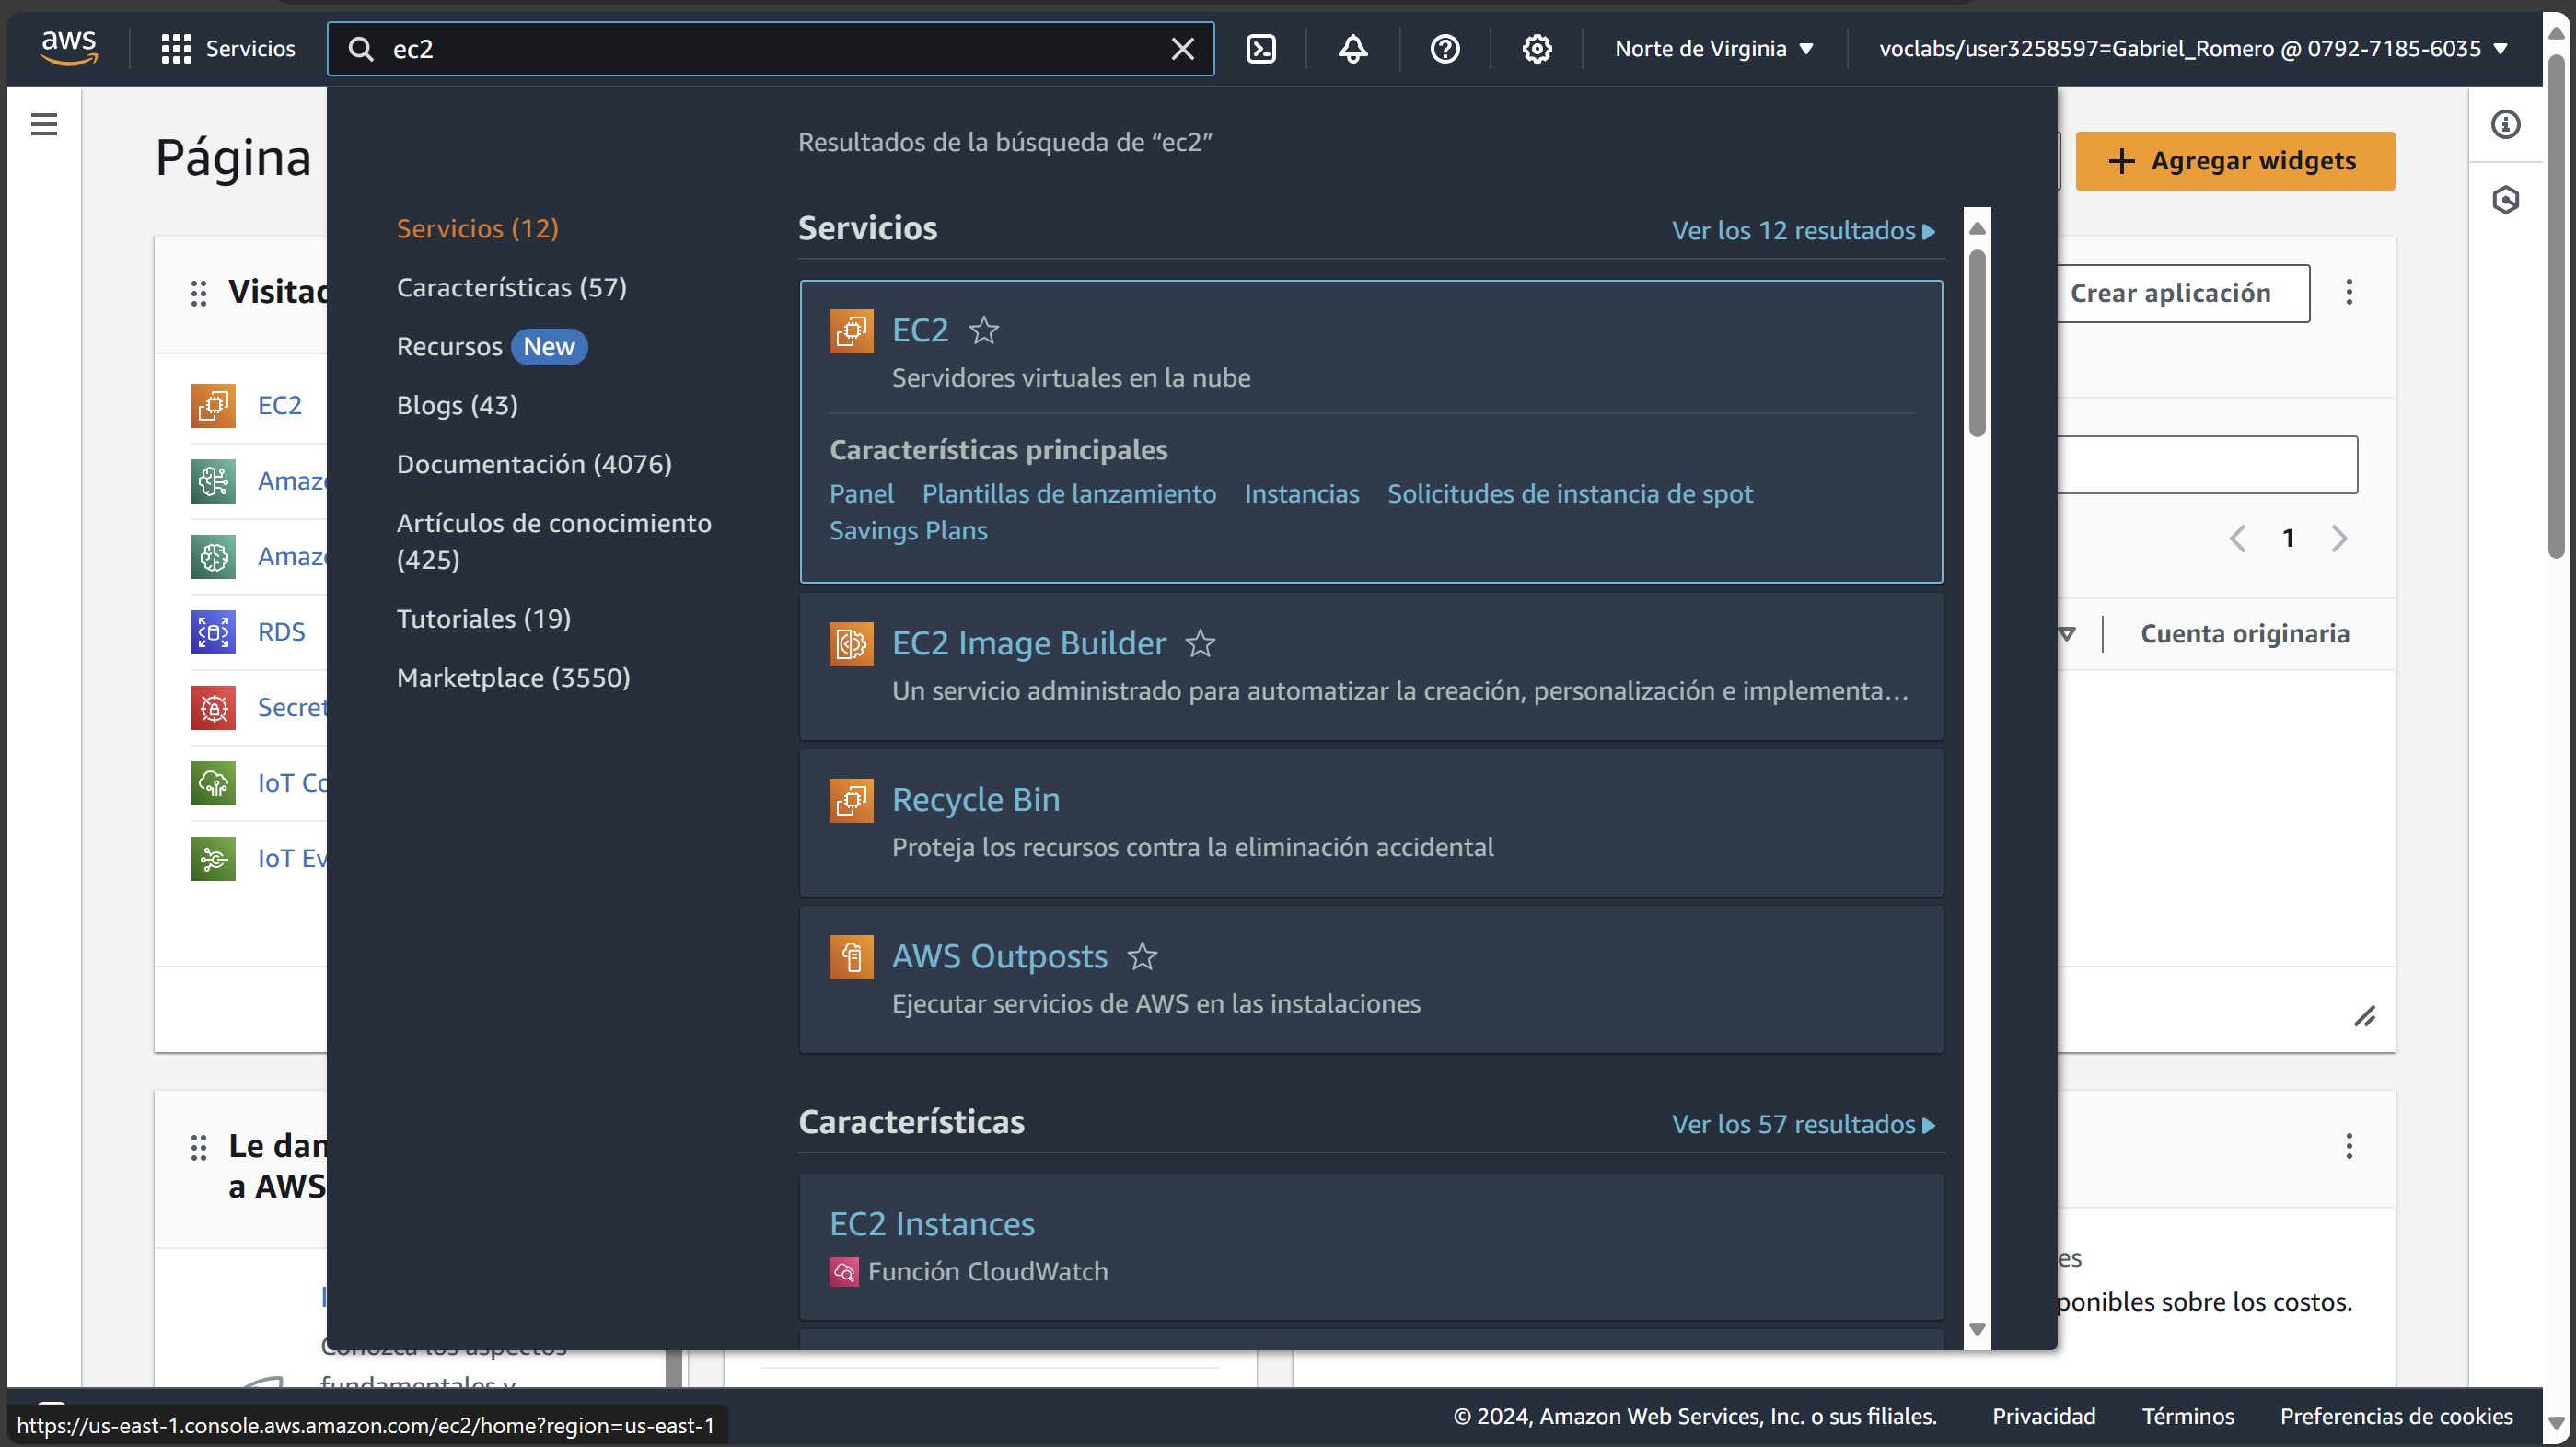 aws
Servicios
ec2
Norte de Virginia
voclabs/user3258597=Gabriel_Romero @ 0792-7185-6035
Página
Agregar widgets
Resultados de la búsqueda de “ec2”
Servicios (12)
Características (57)
Recursos New
Blogs (43)
Documentación (4076)
Artículos de conocimiento
(425)
Tutoriales (19)
Marketplace (3550)
Servicios
Ver los 12 resultados
EC2
Servidores virtuales en la nube
Características principales
Panel Plantillas de lanzamiento Instancias Solicitudes de instancia de spot
Savings Plans
EC2 Image Builder
Un servicio administrado para automatizar la creación, personalización e implementa...
Recycle Bin
Proteja los recursos contra la eliminación accidental
AWS Outposts
Ejecutar servicios de AWS en las instalaciones
Características
Ver los 57 resultados
EC2 Instances
Función CloudWatch
Visitad
EC2
Amazo
Amazo
RDS
Secret
IoT Co
IoT Ev
Crear aplicación
1
Cuenta originaria
Le dan
a AWS
Conozca los aspectos
fundamentales y
es
ponibles sobre los costos.
https://us-east-1.console.aws.amazon.com/ec2/home?region=us-east-1
© 2024, Amazon Web Services, Inc. o sus filiales.
Privacidad
Términos
Preferencias de cookies